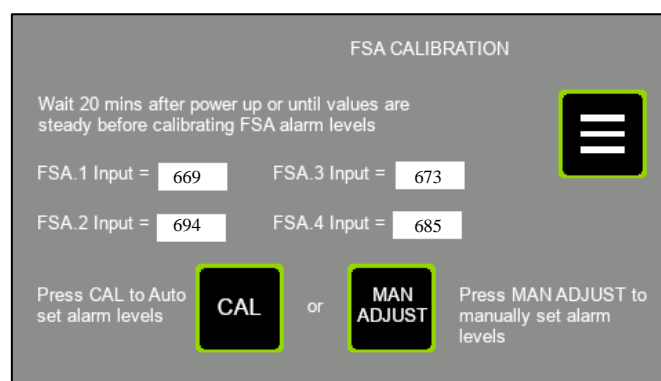 FSA CALIBRATION
Wait 20 mins after power up or until values are
steady before calibrating FSA alarm levels
FSA.1 Input = 669
FSA.3 Input = 673
FSA.2 Input = 694
FSA.4 Input = 685
Press CAL to Auto
set alarm levels
CAL
or
MAN
ADJUST
Press MAN ADJUST to
manually set alarm
levels